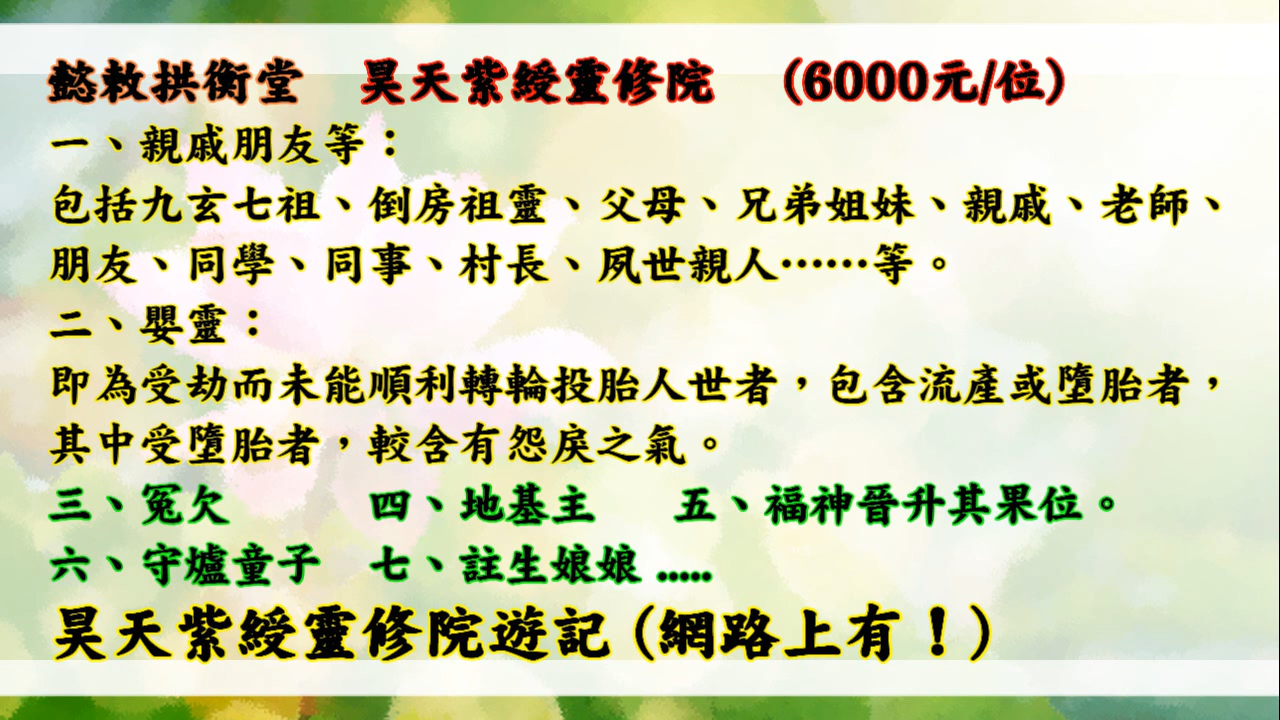 懿敕拱衡堂 昊天紫綬靈修院 (6000元/位)
一、親戚朋友等：
包括九玄七祖、倒房祖靈、父母、兄弟姐妹、親戚、老師、
朋友、同學、同事、村長、夙世親人……等。
二、嬰靈：
即為受劫而未能順利轉輪投胎人世者，包含流產或墮胎者，
其中受墮胎者，較含有怨戾之氣。
三、冤欠 四、地基主 五、福神晉升其果位。
六、守爐童子 七、註生娘娘 .....
昊天紫綬靈修院遊記 (網路上有！)